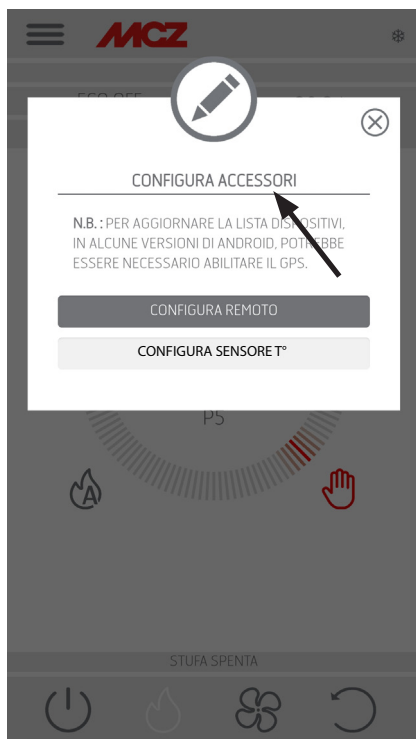 MCZ
CONFIGURA ACCESSORI
N.B. : PER AGGIORNARE LA LISTA DISPOSITIVI,
IN ALCUNE VERSIONI DI ANDROID, POTREBBE
ESSERE NECESSARIO ABILITARE IL GPS.
CONFIGURA REMOTO
CONFIGURA SENSORE T°
P5
A
STUFA SPENTA